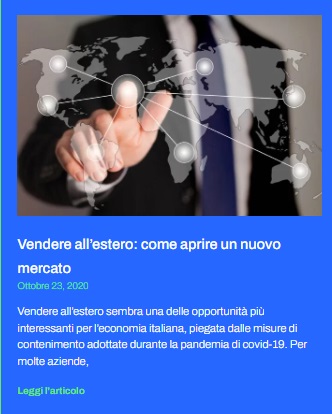 Vendere all'estero: come aprire un nuovo
mercato
Ottobre 23, 2020
Vendere all'estero sembra una delle opportunità più
interessanti per l'economia italiana, piegata dalle misure di
contenimento adottate durante la pandemia di covid-19. Per
molte aziende,
Leggi l'articolo